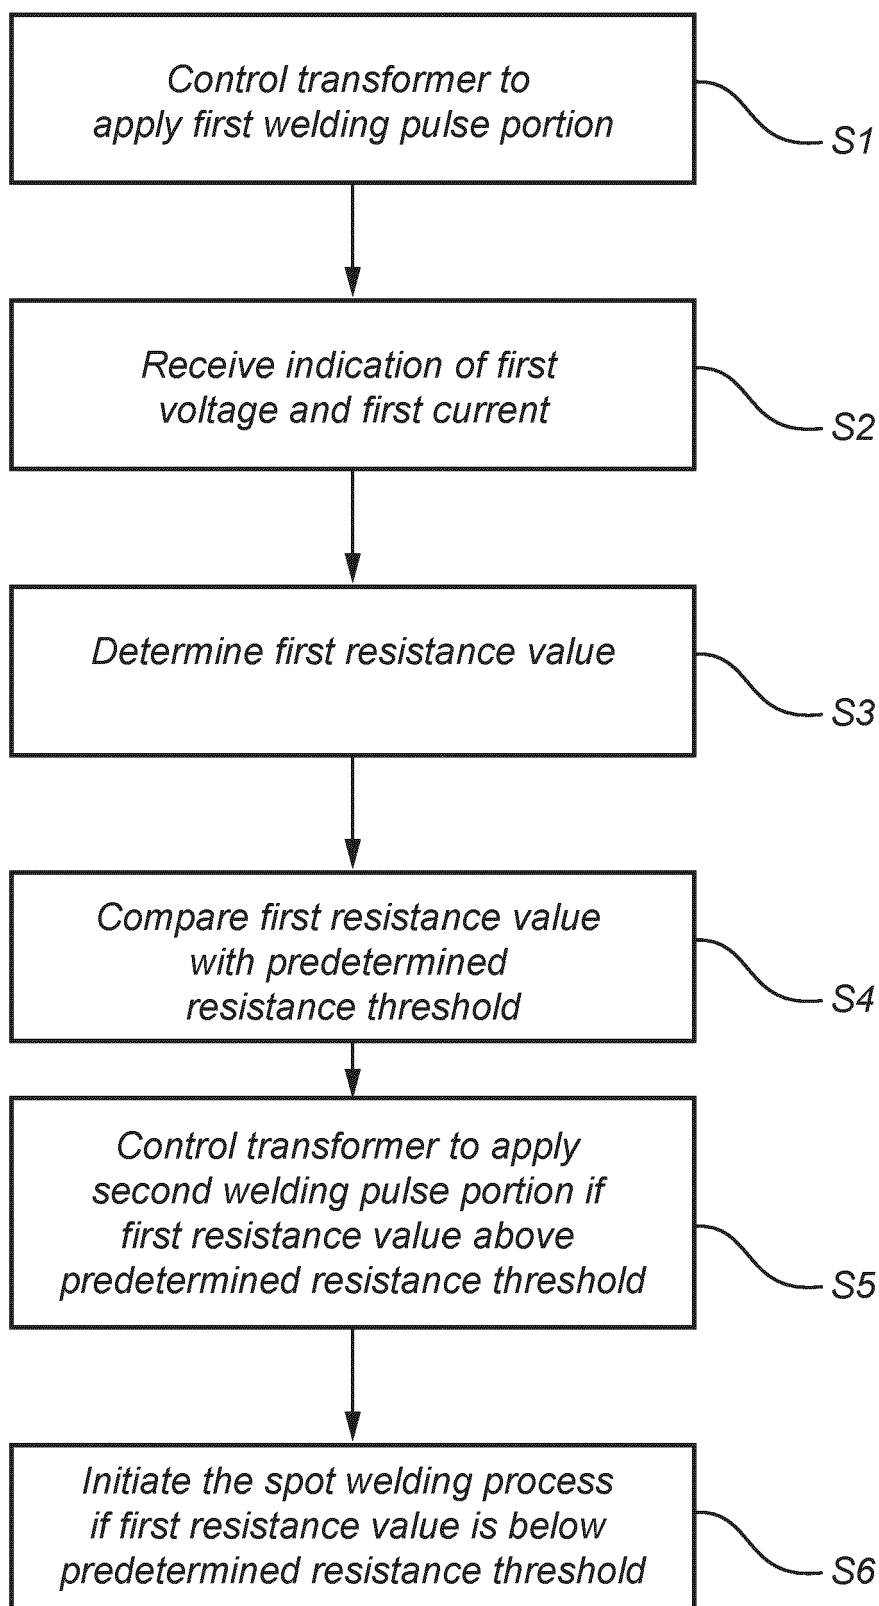 Control transformer to
apply first welding pulse portion
S1
Receive indication of first
voltage and first current
S2
Determine first resistance value
S3
Compare first resistance value
with predetermined
resistance threshold
S4
Control transformer to apply
second welding pulse portion if
first resistance value above
predetermined resistance threshold
S5
Initiate the spot welding process
if first resistance value is below
predetermined resistance threshold
S6